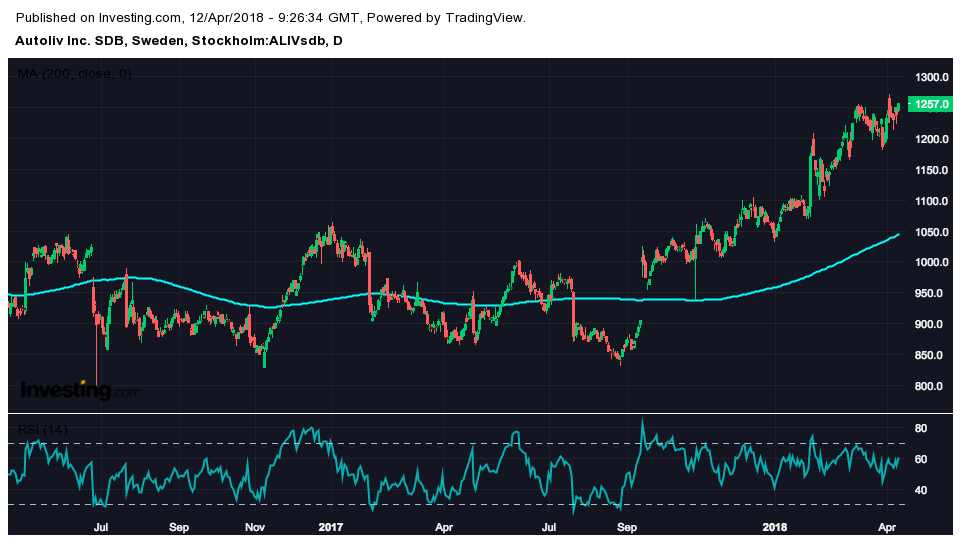 Published on Investing.com, 12/Apr/2018 - 9:26:34 GMT, Powered by TradingView.
Autoliv Inc. SDB, Sweden, Stockholm:ALIVsdb, D
MA (200, close, 0)
1300.0
1257.0
1200.0
1150.0
1100.0
1050.0
1000.0
950.0
900.0
850.0
800.0
Investing.com
RSI (14)
80
60
40
Jul Sep Nov 2017 Apr Jul Sep 2018 Apr